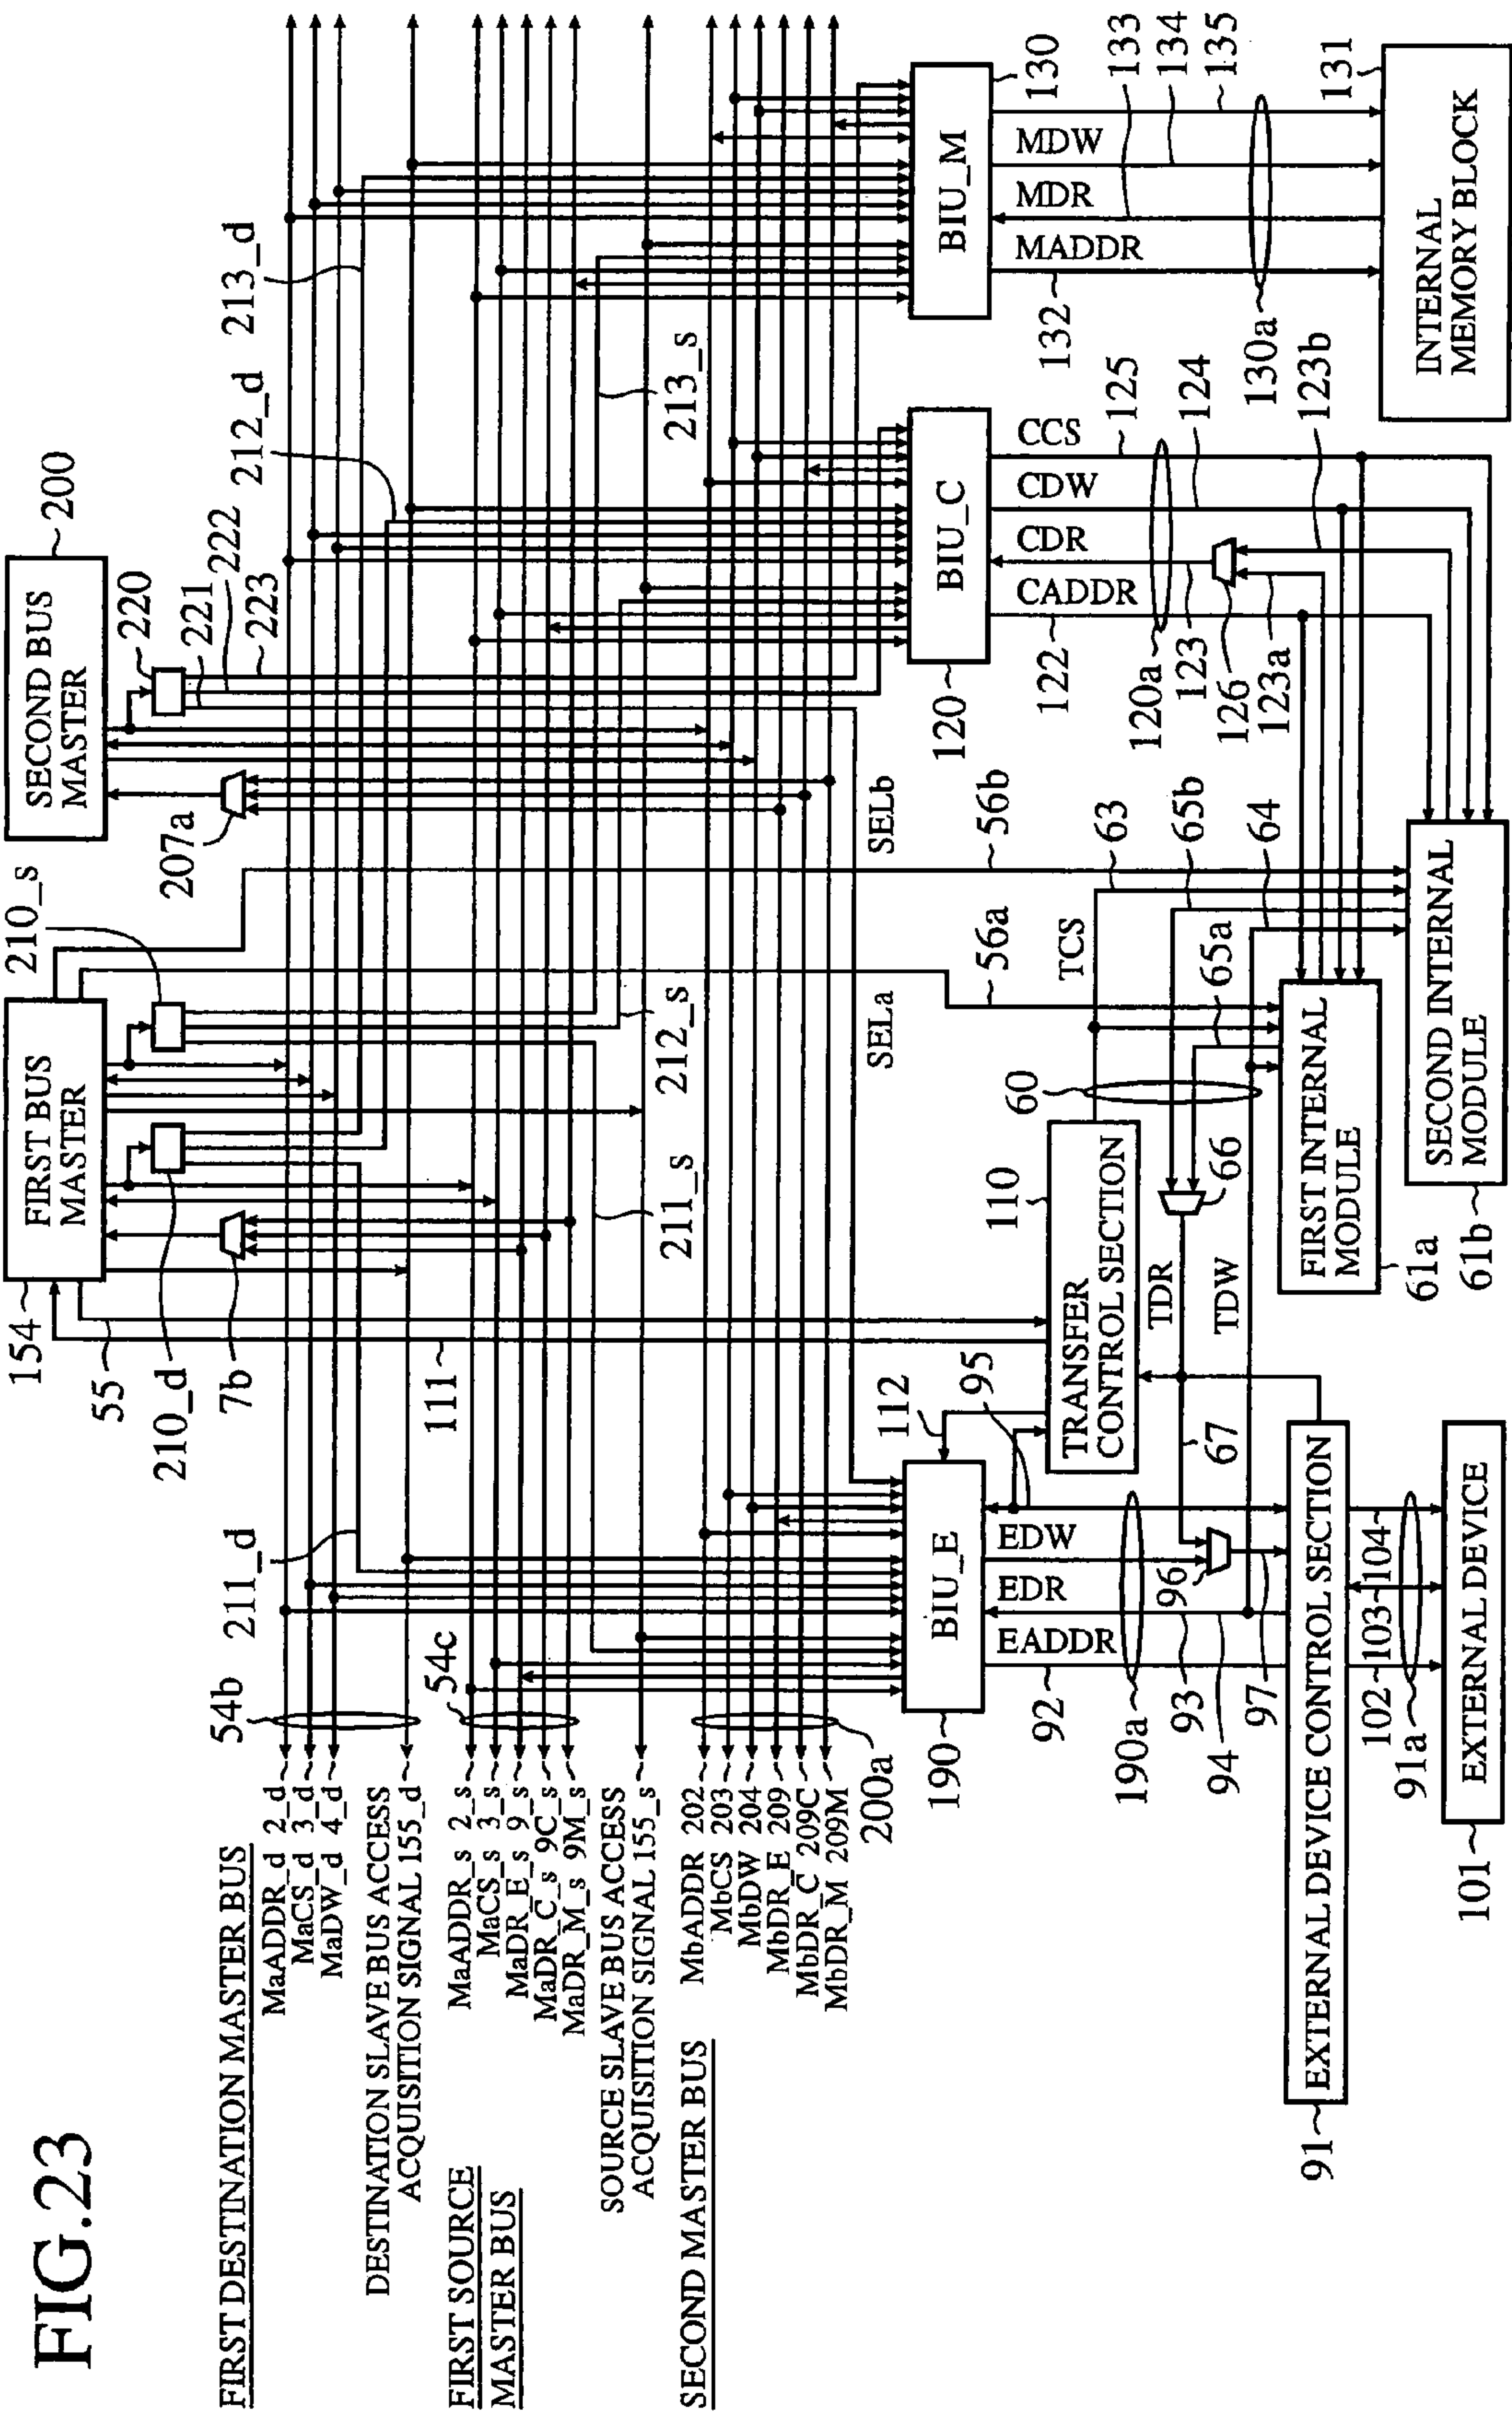 FIG.23
FIRST DESTINATION MASTER BUS
MaADDR_d 2_d
MaCS_d 3_d
MaDW_d 4_d
DESTINATION SLAVE BUS ACCESS
ACQUISITION SIGNAL 155_d
FIRST SOURCE
MASTER BUS
MaADDR_s 2_s
MaCS_s 3_s
MaDR_E_s 9_s
MaDR_C_s 9C_s
MaDR_M_s 9M_s
SOURCE SLAVE BUS ACCESS
ACQUISITION SIGNAL 155_s
SECOND MASTER BUS
MbADDR 202
MbCS 203
MbDW 204
MbDR_E 209
MbDR_C 209C
MbDR_M 209M
54b
54c
200a
211_d
154
55
210_d
7b
111
FIRST BUS
MASTER
210_s
211_s
212_s
207a
SECOND BUS
MASTER
200
220
221
222
223
212_d
213_d
213_s
SELa
56a
SELb
56b
190
BIU_E
112
95
EDW
EDR
EADDR
92
190a
93
94
96
97
67
91
EXTERNAL DEVICE CONTROL SECTION
102
103
104
91a
EXTERNAL DEVICE
101
TRANSFER
CONTROL SECTION
110
60
TCS
TDR
TDW
66
65a
63
65b
64
FIRST INTERNAL
MODULE
61a
SECOND INTERNAL
MODULE
61b
120
BIU_C
CCS
CDW
CDR
CADDR
122
120a
123
126
123a
125
124
123b
BIU_M
130
MDW
MDR
MADDR
132
130a
133
134
135
131
INTERNAL
MEMORY BLOCK